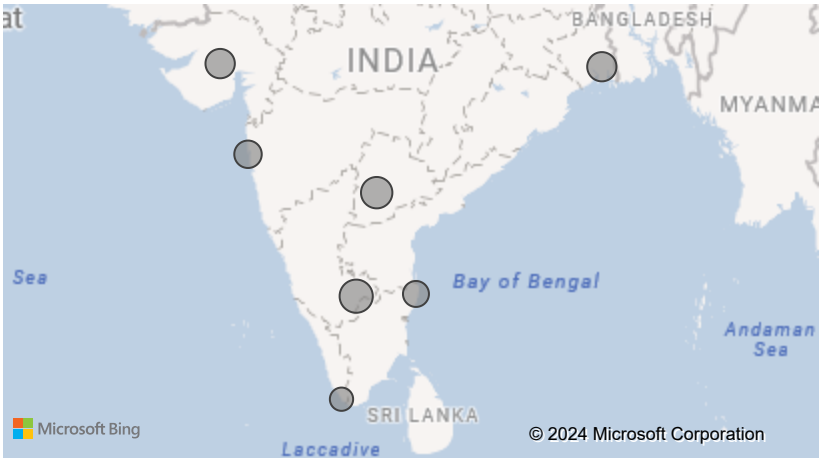 at
BANGLADESH
INDIA
MYANMA
Sea
Bay of Bengal
Andaman
Sea
SRI LANKA
Microsoft Bing
© 2024 Microsoft Corporation
Laccadive